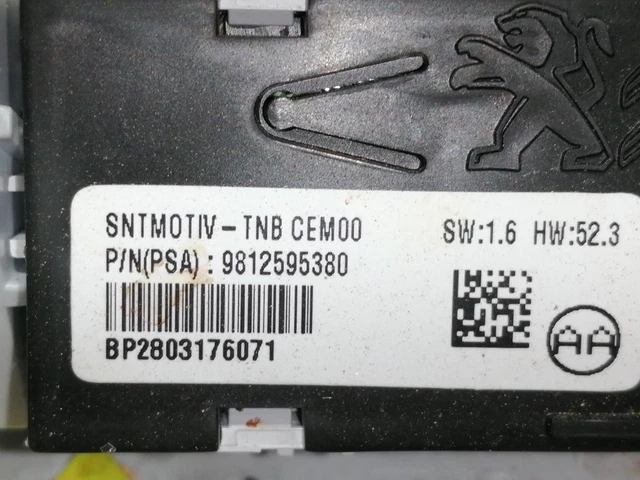 SNTMOTIV-TNB CEM00 SW:1.6 HW:52.3
P/N(PSA) : 9812595380
BP2803176071
AA